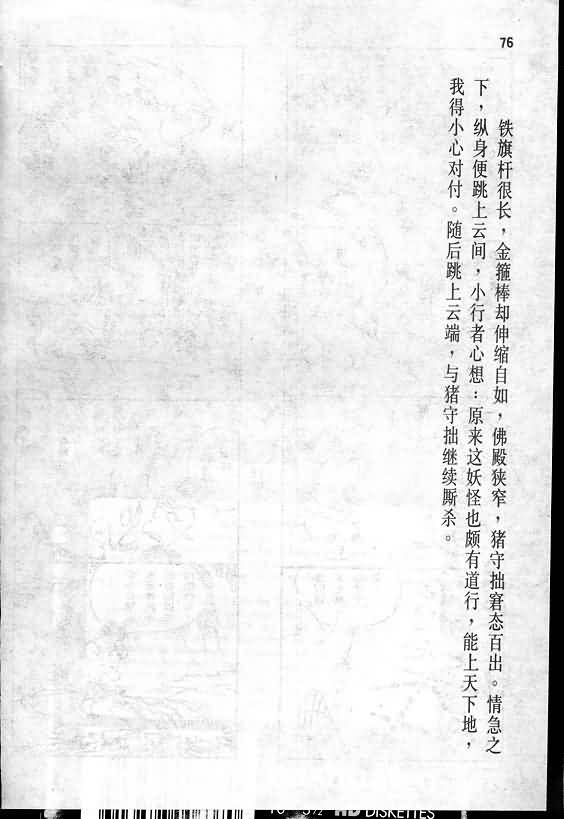 76
铁旗杆很长，金箍棒却伸缩自如，佛殿狭窄，猪守拙窘态百出。情急之
下，纵身便跳上云间，小行者心想：原来这妖怪也颇有道行，能上天下地，
我得小心对付。随后跳上云端，与猪守拙继续厮杀。
3½ HD DISKETTES